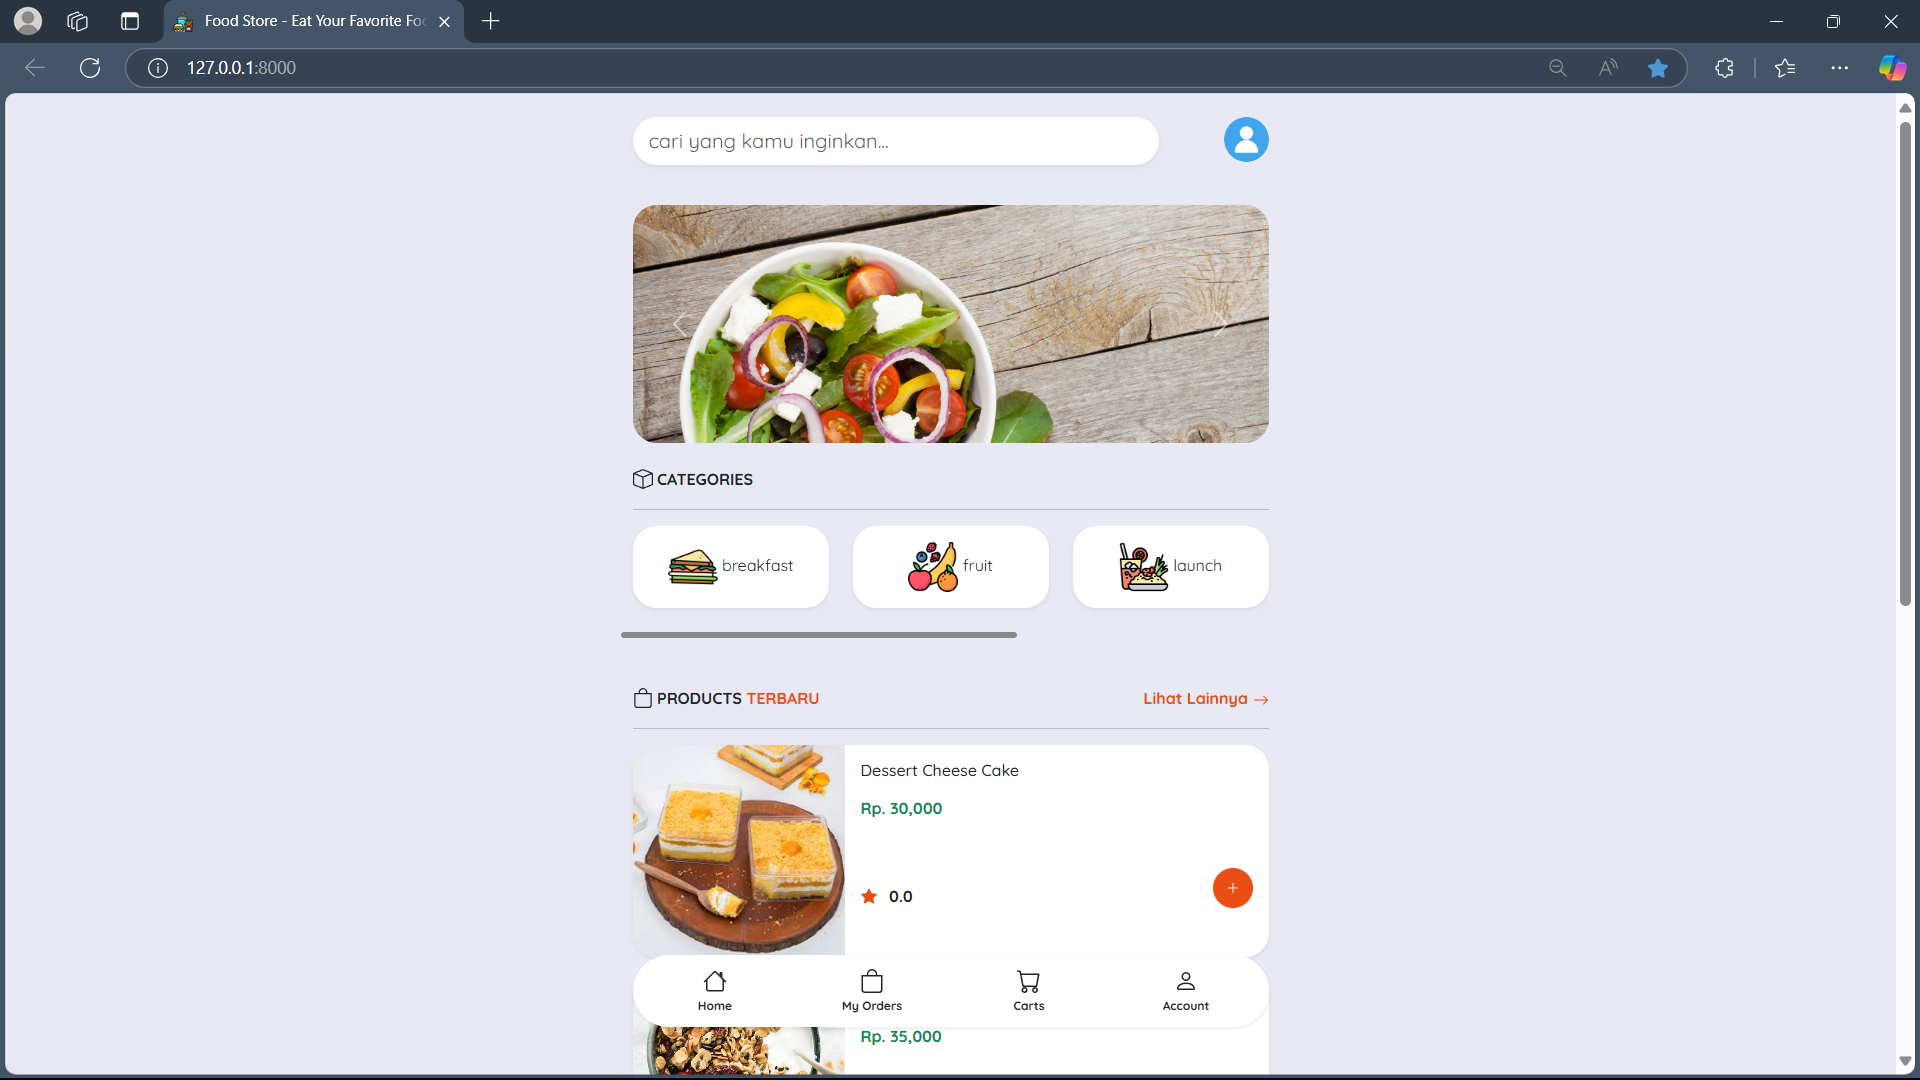 Food Store - Eat Your Favorite Foo
127.0.0.1:8000
cari yang kamu inginkan...
CATEGORIES
breakfast
fruit
launch
PRODUCTS TERBARU
Lihat Lainnya →
Dessert Cheese Cake
Rp. 30,000
0.0
Home
My Orders
Carts
Account
Rp. 35,000